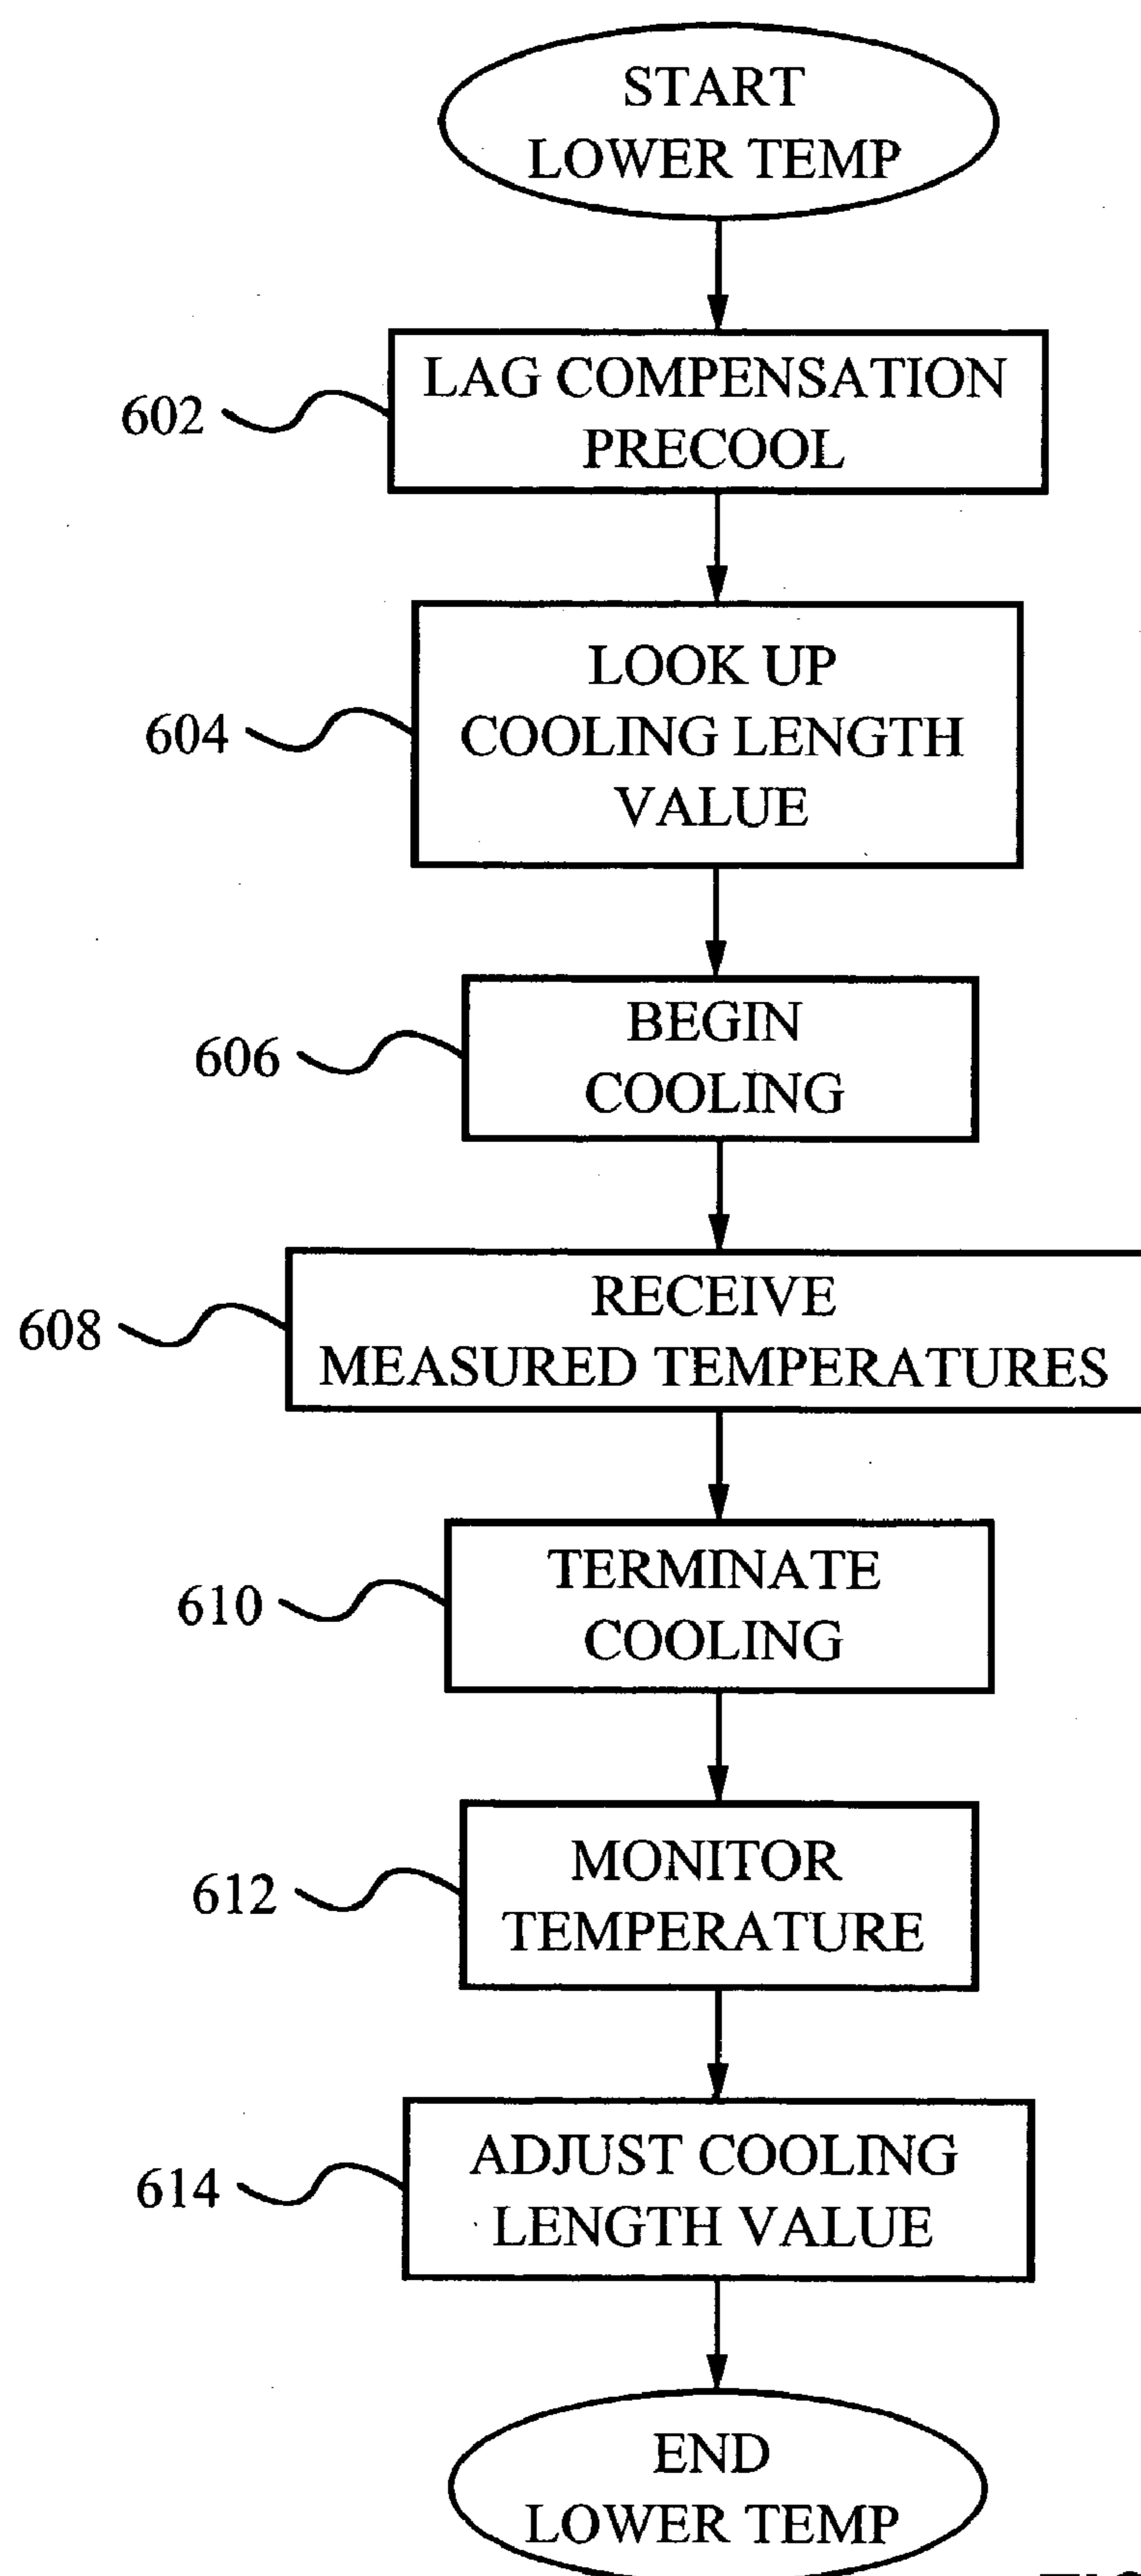 START
LOWER TEMP
602
LAG COMPENSATION
PRECOOL
604
LOOK UP
COOLING LENGTH
VALUE
606
BEGIN
COOLING
608
RECEIVE
MEASURED TEMPERATURES
610
TERMINATE
COOLING
612
MONITOR
TEMPERATURE
614
ADJUST COOLING
LENGTH VALUE
END
LOWER TEMP